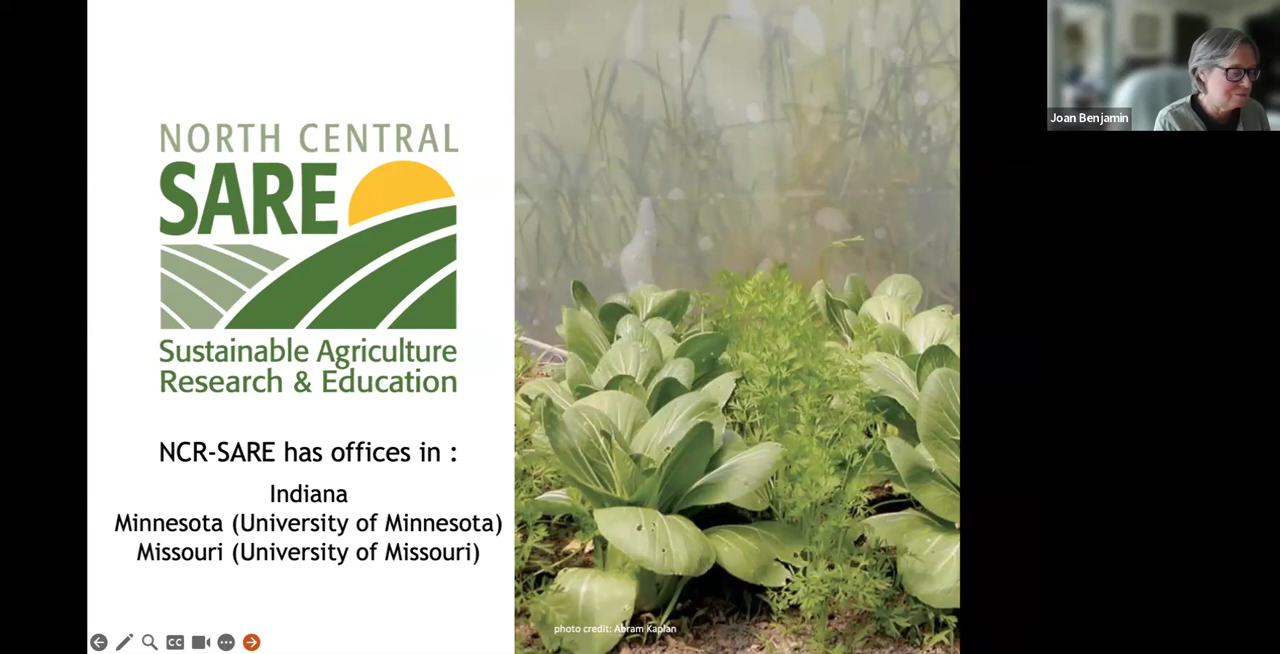 NORTH CENTRAL
SARE
Sustainable Agriculture
Research & Education
NCR-SARE has offices in :
Indiana
Minnesota (University of Minnesota)
Missouri (University of Missouri)
photo credit: Abram Kaplan
CC
Joan Benjamin